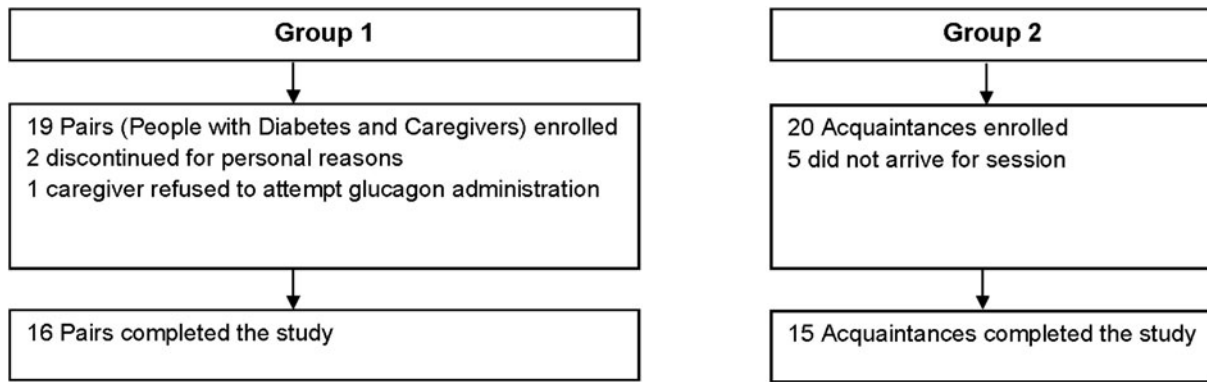 Group 1
19 Pairs (People with Diabetes and Caregivers) enrolled
2 discontinued for personal reasons
1 caregiver refused to attempt glucagon administration
16 Pairs completed the study
Group 2
20 Acquaintances enrolled
5 did not arrive for session
15 Acquaintances completed the study